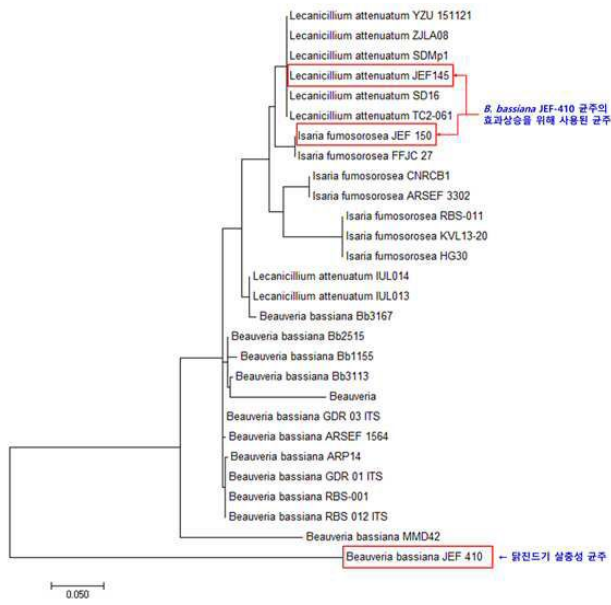 Lecanicillium attenuatum YZU 151121
Lecanicillium attenuatum ZJLA08
Lecanicillium attenuatum SDMp1
Lecanicillium attenuatum JEF145
Lecanicillium attenuatum SD16
Lecanicillium attenuatum TC2-061
B. bassiana JEF-410 균주의
효과상승을 위해 사용된 균주
Isaria fumosorosea JEF 150
Isaria fumosorosea FFJC 27
Isaria fumosorosea CNRCB1
Isaria fumosorosea ARSEF 3302
Isaria fumosorosea RBS-011
Isaria fumosorosea KVL13-20
Isaria fumosorosea HG30
Lecanicillium attenuatum IUL014
Lecanicillium attenuatum IUL013
Beauveria bassiana Bb3167
Beauveria bassiana Bb2515
Beauveria bassiana Bb1155
Beauveria bassiana Bb3113
Beauveria
Beauveria bassiana GDR 03 ITS
Beauveria bassiana ARSEF 1564
Beauveria bassiana ARP14
Beauveria bassiana GDR 01 ITS
Beauveria bassiana RBS-001
Beauveria bassiana RBS 012 ITS
Beauveria bassiana MMD42
Beauveria bassiana JEF 410 ← 닭진드기 살충성 균주
0.050